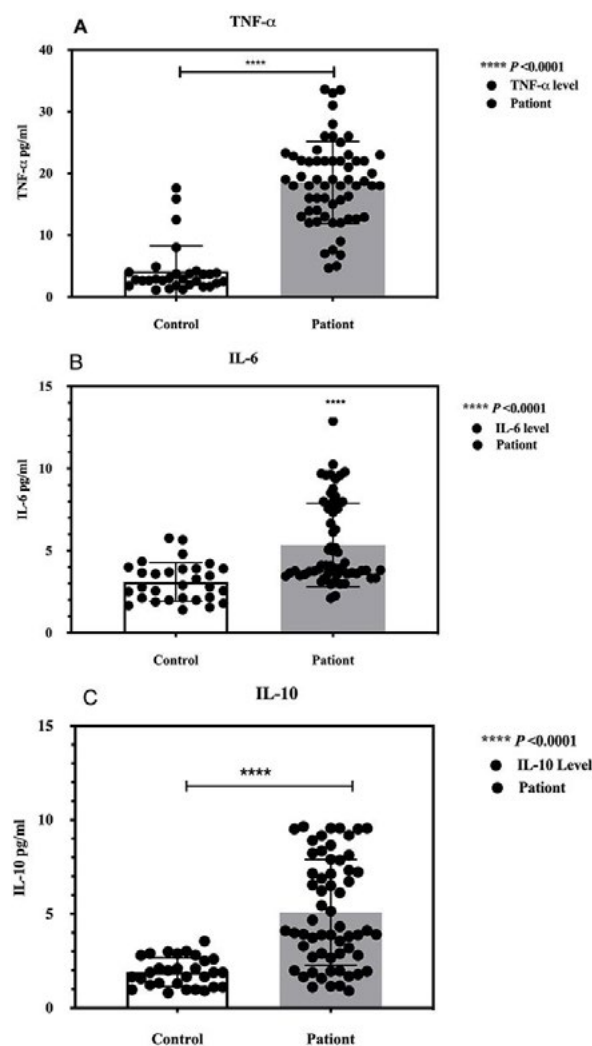 A
TNF-α
40
30
20
10
0
TNF-α pg/ml
****
Control
Pationt
**** P <0.0001
TNF-α level
Pationt
B
IL-6
15
10
5
0
IL-6 pg/ml
****
Control
Pationt
**** P <0.0001
IL-6 level
Pationt
C
IL-10
15
10
5
0
IL-10 pg/ml
****
Control
Pationt
**** P <0.0001
IL-10 Level
Pationt